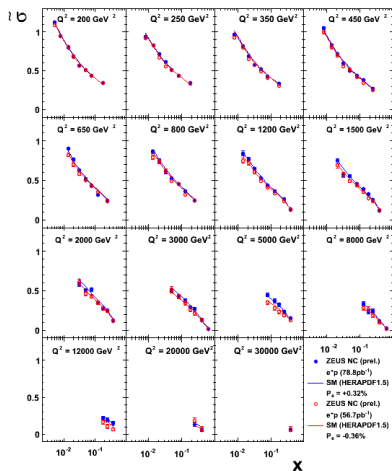 σ̃
Q² = 200 GeV² Q² = 250 GeV² Q² = 350 GeV² Q² = 450 GeV²
1
0.5
0
Q² = 650 GeV² Q² = 800 GeV² Q² = 1200 GeV² Q² = 1500 GeV²
1
0.5
0
Q² = 2000 GeV² Q² = 3000 GeV² Q² = 5000 GeV² Q² = 8000 GeV²
1
0.5
0
Q² = 12000 GeV² Q² = 20000 GeV² Q² = 30000 GeV²
1
0.5
0
10⁻² 10⁻¹ 10⁻² 10⁻¹ 10⁻² 10⁻¹ 10⁻² 10⁻¹
ZEUS NC (prel.)
e⁺p (78.8pb⁻¹)
SM (HERAPDF1.5)
Pₑ = +0.32%
ZEUS NC (prel.)
e⁺p (56.7pb⁻¹)
SM (HERAPDF1.5)
Pₑ = -0.36%
x